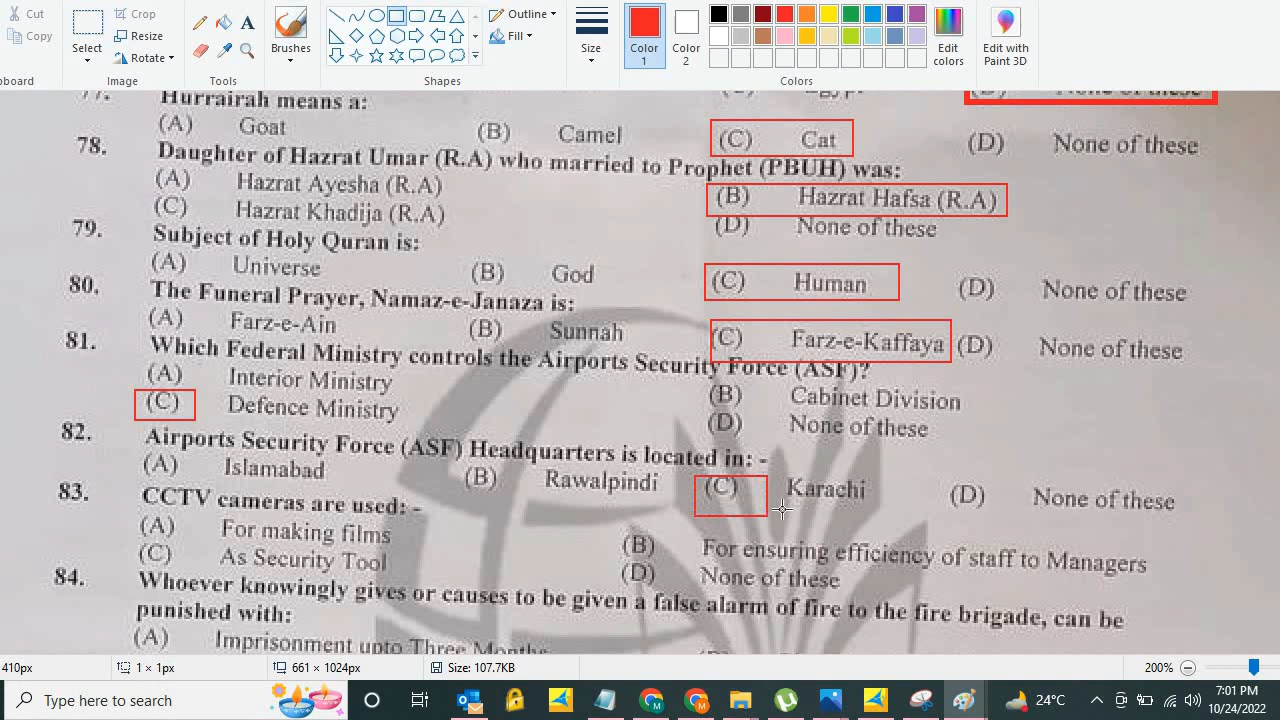 Cut
Crop
Copy
Select
Resize
Rotate
Brushes
Outline
Fill
Size
Color 1
Color 2
Edit colors
Edit with Paint 3D
Image
Tools
Shapes
Colors
77.
Hurrairah means a:
Egypt
(D) None of these
(A) Goat (B) Camel (C) Cat (D) None of these
78. Daughter of Hazrat Umar (R.A) who married to Prophet (PBUH) was:
(A) Hazrat Ayesha (R.A) (B) Hazrat Hafsa (R.A)
(C) Hazrat Khadija (R.A) (D) None of these
79. Subject of Holy Quran is:
(A) Universe (B) God (C) Human (D) None of these
80. The Funeral Prayer, Namaz-e-Janaza is:
(A) Farz-e-Ain (B) Sunnah (C) Farz-e-Kaffaya (D) None of these
81. Which Federal Ministry controls the Airports Security Force (ASF)?
(A) Interior Ministry (B) Cabinet Division
(C) Defence Ministry (D) None of these
82. Airports Security Force (ASF) Headquarters is located in: -
(A) Islamabad (B) Rawalpindi (C) Karachi (D) None of these
83. CCTV cameras are used: -
(A) For making films (B) For ensuring efficiency of staff to Managers
(C) As Security Tool (D) None of these
84. Whoever knowingly gives or causes to be given a false alarm of fire to the fire brigade, can be
punished with:
(A) Imprisonment upto Three Months
410px
1 × 1px
661 × 1024px
Size: 107.7KB
200%
Type here to search
24°C
7:01 PM
10/24/2022